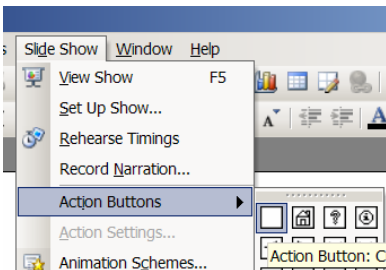 s Slide Show Window Help
View Show F5
Set Up Show...
A A
Rehearse Timings
Record Narration...
Action Buttons
?
Action Settings...
Action Button: C
Animation Schemes...